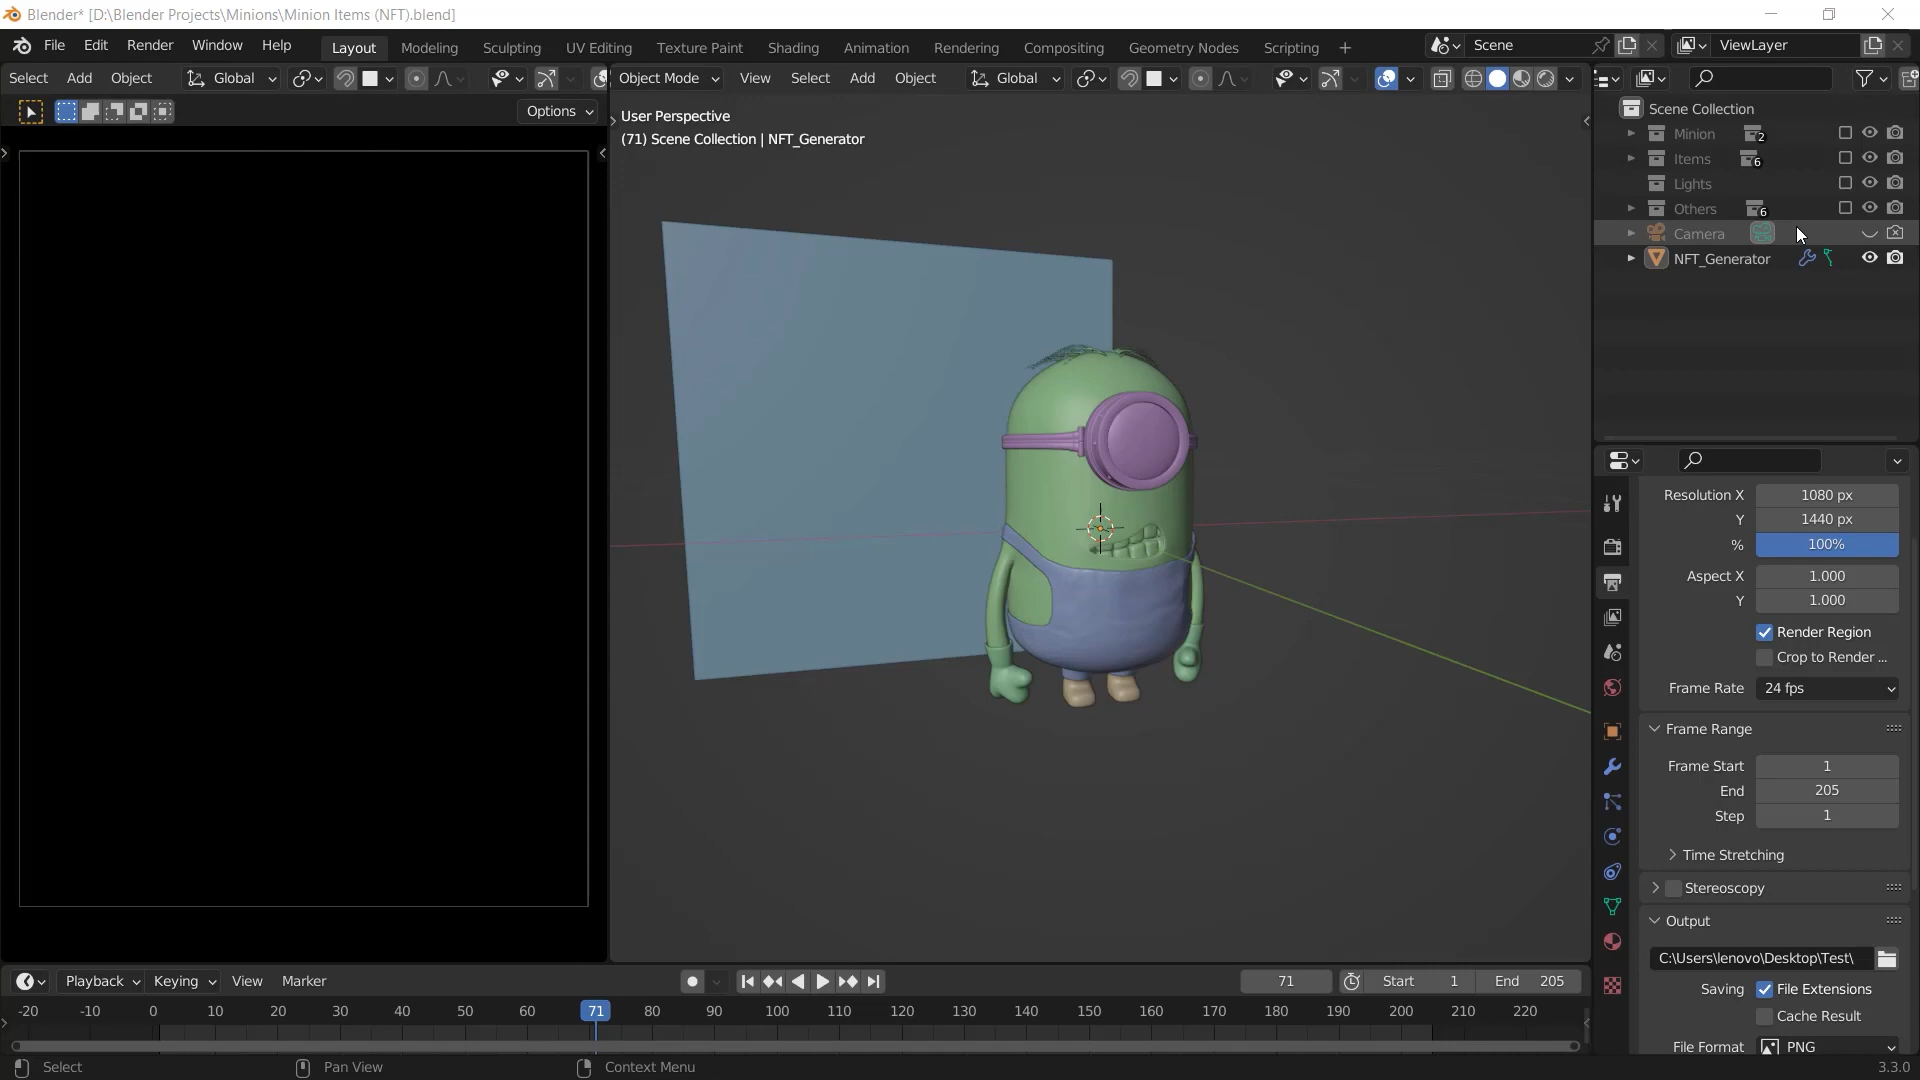 Blender* [D:\Blender Projects\Minions\Minion Items (NFT).blend]
File Edit Render Window Help
Layout Modeling Sculpting UV Editing Texture Paint Shading Animation Rendering Compositing Geometry Nodes Scripting
Scene
ViewLayer
Select Add Object Global
Object Mode View Select Add Object Global
Options
User Perspective
(71) Scene Collection | NFT_Generator
Scene Collection
Minion 2
Items 6
Lights
Others 6
Camera
NFT_Generator
Resolution X 1080 px
Y 1440 px
% 100%
Aspect X 1.000
Y 1.000
Render Region
Crop to Render ...
Frame Rate 24 fps
Frame Range
Frame Start 1
End 205
Step 1
Time Stretching
Stereoscopy
Output
C:\Users\lenovo\Desktop\Test\
Saving File Extensions
Cache Result
File Format PNG
Playback Keying View Marker
71 Start 1 End 205
-20 -10 0 10 20 30 40 50 60 71 80 90 100 110 120 130 140 150 160 170 180 190 200 210 220
Select Pan View Context Menu
3.3.0